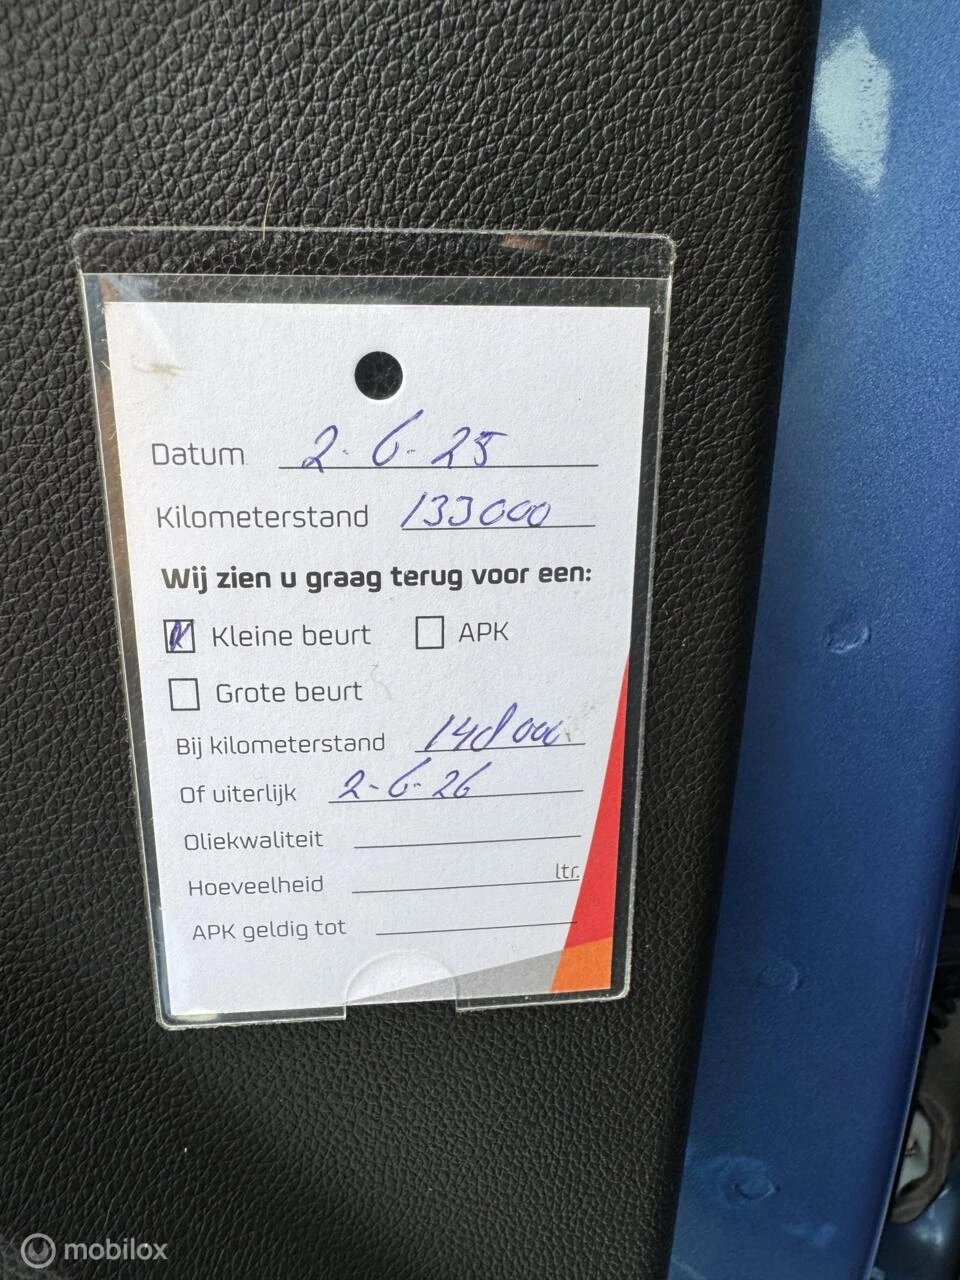 Datum 2-6-25
Kilometerstand 133000
Wij zien u graag terug voor een:
Kleine beurt APK
Grote beurt
Bij kilometerstand 148000
Of uiterlijk 2-6-26
Oliekwaliteit
Hoeveelheid ltr.
APK geldig tot
mobilox